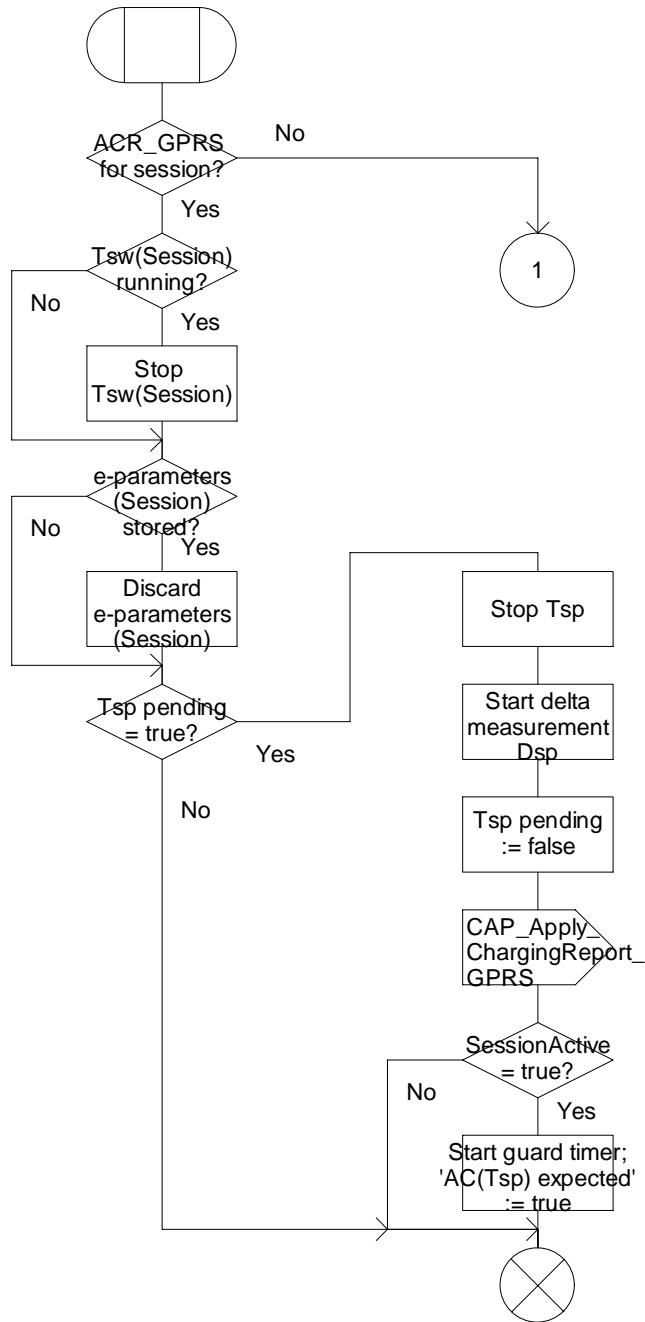 ACR_GPRS
for session?
No
Yes
1
Tsw(Session)
running?
No
Yes
Stop
Tsw(Session)
e-parameters
(Session)
stored?
No
Yes
Discard
e-parameters
(Session)
Tsp pending
= true?
Yes
No
Stop Tsp
Start delta
measurement
Dsp
Tsp pending
:= false
CAP_Apply_
ChargingReport_
GPRS
SessionActive
= true?
No
Yes
Start guard timer;
'AC(Tsp) expected'
:= true